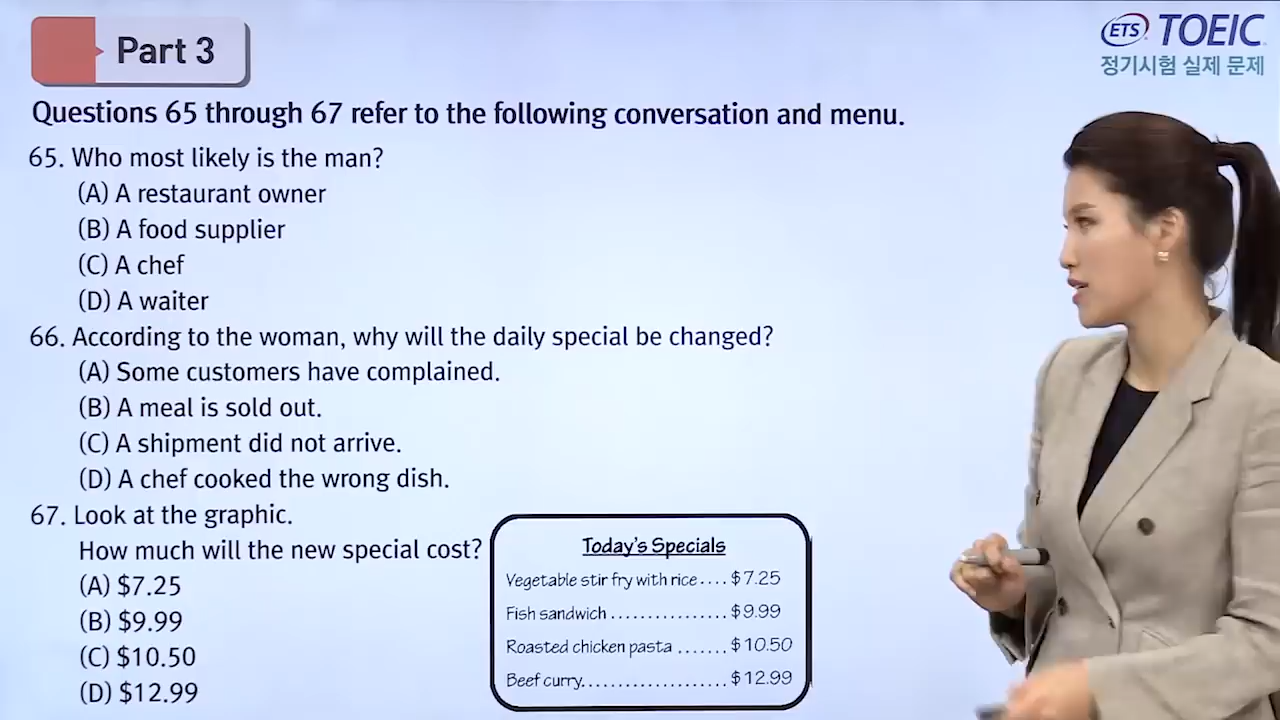 Part 3
ETS TOEIC
정기시험 실제 문제
Questions 65 through 67 refer to the following conversation and menu.
65. Who most likely is the man?
(A) A restaurant owner
(B) A food supplier
(C) A chef
(D) A waiter
66. According to the woman, why will the daily special be changed?
(A) Some customers have complained.
(B) A meal is sold out.
(C) A shipment did not arrive.
(D) A chef cooked the wrong dish.
67. Look at the graphic.
How much will the new special cost?
(A) $7.25
(B) $9.99
(C) $10.50
(D) $12.99
Today's Specials
Vegetable stir fry with rice.... $7.25
Fish sandwich ................ $9.99
Roasted chicken pasta ....... $10.50
Beef curry..................... $12.99